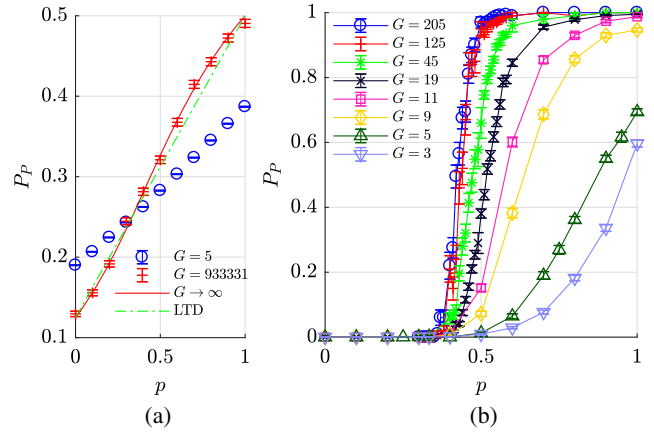 0.5
0.4
0.3
0.2
0.1
P_P
0
0.5
1
p
G = 5
G = 933331
G → ∞
LTD
(a)
1
0.8
0.6
0.4
0.2
0
P_P
0
0.5
1
p
G = 205
G = 125
G = 45
G = 19
G = 11
G = 9
G = 5
G = 3
(b)